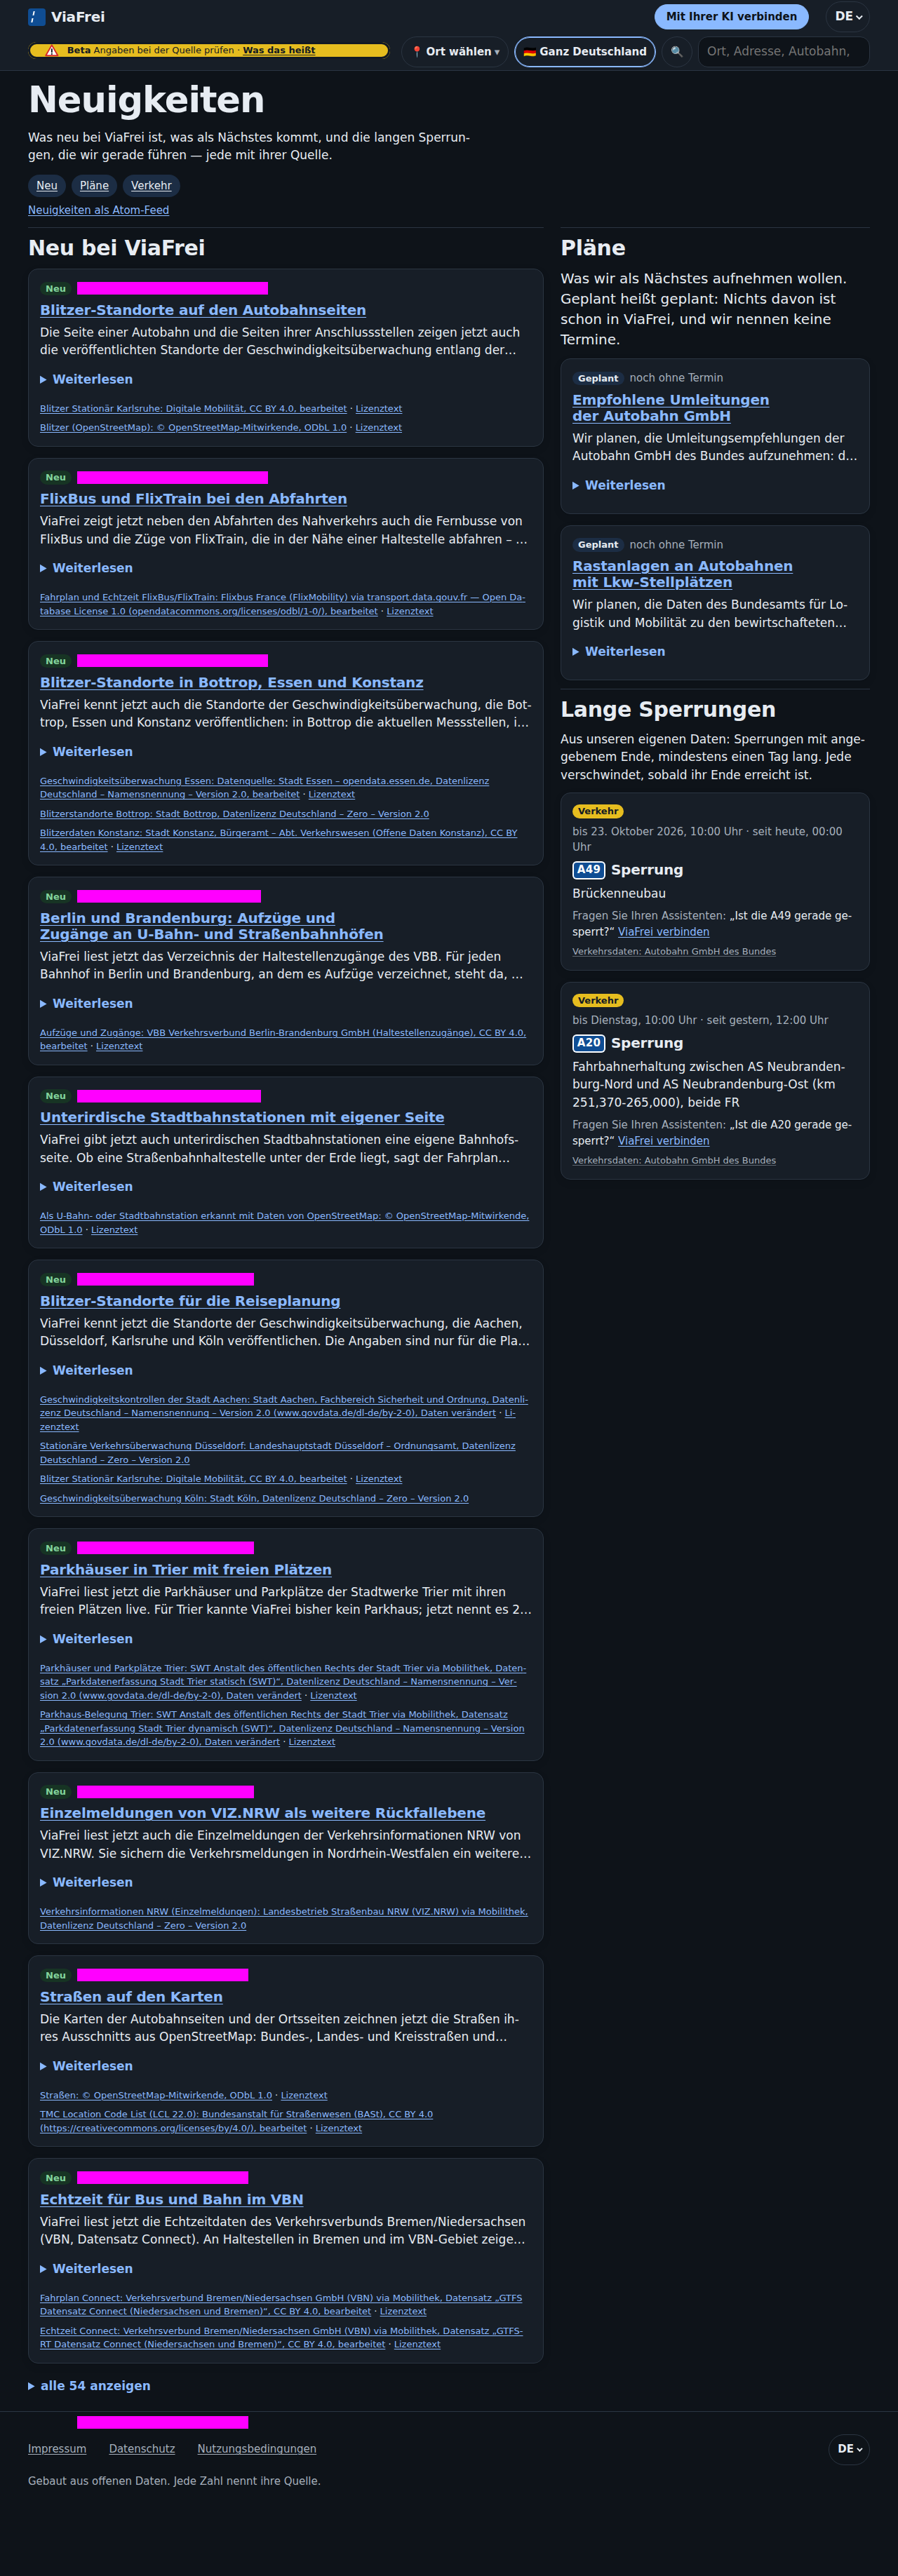 ViaFrei
Mit Ihrer KI verbinden
DE
Beta Angaben bei der Quelle prüfen · Was das heißt
Ort wählen
Ganz Deutschland
Ort, Adresse, Autobahn,
Neuigkeiten
Was neu bei ViaFrei ist, was als Nächstes kommt, und die langen Sperrun-
gen, die wir gerade führen — jede mit ihrer Quelle.
Neu
Pläne
Verkehr
Neuigkeiten als Atom-Feed
Neu bei ViaFrei
Neu
Blitzer-Standorte auf den Autobahnseiten
Die Seite einer Autobahn und die Seiten ihrer Anschlussstellen zeigen jetzt auch
die veröffentlichten Standorte der Geschwindigkeitsüberwachung entlang der…
Weiterlesen
Blitzer Stationär Karlsruhe: Digitale Mobilität, CC BY 4.0, bearbeitet · Lizenztext
Blitzer (OpenStreetMap): © OpenStreetMap-Mitwirkende, ODbL 1.0 · Lizenztext
Neu
FlixBus und FlixTrain bei den Abfahrten
ViaFrei zeigt jetzt neben den Abfahrten des Nahverkehrs auch die Fernbusse von
FlixBus und die Züge von FlixTrain, die in der Nähe einer Haltestelle abfahren – …
Weiterlesen
Fahrplan und Echtzeit FlixBus/FlixTrain: Flixbus France (FlixMobility) via transport.data.gouv.fr — Open Da-
tabase License 1.0 (opendatacommons.org/licenses/odbl/1-0/), bearbeitet · Lizenztext
Neu
Blitzer-Standorte in Bottrop, Essen und Konstanz
ViaFrei kennt jetzt auch die Standorte der Geschwindigkeitsüberwachung, die Bot-
trop, Essen und Konstanz veröffentlichen: in Bottrop die aktuellen Messstellen, i…
Weiterlesen
Geschwindigkeitsüberwachung Essen: Datenquelle: Stadt Essen – opendata.essen.de, Datenlizenz
Deutschland – Namensnennung – Version 2.0, bearbeitet · Lizenztext
Blitzerstandorte Bottrop: Stadt Bottrop, Datenlizenz Deutschland – Zero – Version 2.0
Blitzerdaten Konstanz: Stadt Konstanz, Bürgeramt – Abt. Verkehrswesen (Offene Daten Konstanz), CC BY
4.0, bearbeitet · Lizenztext
Neu
Berlin und Brandenburg: Aufzüge und
Zugänge an U-Bahn- und Straßenbahnhöfen
ViaFrei liest jetzt das Verzeichnis der Haltestellenzugänge des VBB. Für jeden
Bahnhof in Berlin und Brandenburg, an dem es Aufzüge verzeichnet, steht da, …
Weiterlesen
Aufzüge und Zugänge: VBB Verkehrsverbund Berlin-Brandenburg GmbH (Haltestellenzugänge), CC BY 4.0,
bearbeitet · Lizenztext
Neu
Unterirdische Stadtbahnstationen mit eigener Seite
ViaFrei gibt jetzt auch unterirdischen Stadtbahnstationen eine eigene Bahnhofs-
seite. Ob eine Straßenbahnhaltestelle unter der Erde liegt, sagt der Fahrplan…
Weiterlesen
Als U-Bahn- oder Stadtbahnstation erkannt mit Daten von OpenStreetMap: © OpenStreetMap-Mitwirkende,
ODbL 1.0 · Lizenztext
Neu
Blitzer-Standorte für die Reiseplanung
ViaFrei kennt jetzt die Standorte der Geschwindigkeitsüberwachung, die Aachen,
Düsseldorf, Karlsruhe und Köln veröffentlichen. Die Angaben sind nur für die Pla…
Weiterlesen
Geschwindigkeitskontrollen der Stadt Aachen: Stadt Aachen, Fachbereich Sicherheit und Ordnung, Datenli-
zenz Deutschland – Namensnennung – Version 2.0 (www.govdata.de/dl-de/by-2-0), Daten verändert · Li-
zenztext
Stationäre Verkehrsüberwachung Düsseldorf: Landeshauptstadt Düsseldorf – Ordnungsamt, Datenlizenz
Deutschland – Zero – Version 2.0
Blitzer Stationär Karlsruhe: Digitale Mobilität, CC BY 4.0, bearbeitet · Lizenztext
Geschwindigkeitsüberwachung Köln: Stadt Köln, Datenlizenz Deutschland – Zero – Version 2.0
Neu
Parkhäuser in Trier mit freien Plätzen
ViaFrei liest jetzt die Parkhäuser und Parkplätze der Stadtwerke Trier mit ihren
freien Plätzen live. Für Trier kannte ViaFrei bisher kein Parkhaus; jetzt nennt es 2…
Weiterlesen
Parkhäuser und Parkplätze Trier: SWT Anstalt des öffentlichen Rechts der Stadt Trier via Mobilithek, Daten-
satz „Parkdatenerfassung Stadt Trier statisch (SWT)“, Datenlizenz Deutschland – Namensnennung – Ver-
sion 2.0 (www.govdata.de/dl-de/by-2-0), Daten verändert · Lizenztext
Parkhaus-Belegung Trier: SWT Anstalt des öffentlichen Rechts der Stadt Trier via Mobilithek, Datensatz
„Parkdatenerfassung Stadt Trier dynamisch (SWT)“, Datenlizenz Deutschland – Namensnennung – Version
2.0 (www.govdata.de/dl-de/by-2-0), Daten verändert · Lizenztext
Neu
Einzelmeldungen von VIZ.NRW als weitere Rückfallebene
ViaFrei liest jetzt auch die Einzelmeldungen der Verkehrsinformationen NRW von
VIZ.NRW. Sie sichern die Verkehrsmeldungen in Nordrhein-Westfalen ein weitere…
Weiterlesen
Verkehrsinformationen NRW (Einzelmeldungen): Landesbetrieb Straßenbau NRW (VIZ.NRW) via Mobilithek,
Datenlizenz Deutschland – Zero – Version 2.0
Neu
Straßen auf den Karten
Die Karten der Autobahnseiten und der Ortsseiten zeichnen jetzt die Straßen ih-
res Ausschnitts aus OpenStreetMap: Bundes-, Landes- und Kreisstraßen und…
Weiterlesen
Straßen: © OpenStreetMap-Mitwirkende, ODbL 1.0 · Lizenztext
TMC Location Code List (LCL 22.0): Bundesanstalt für Straßenwesen (BASt), CC BY 4.0
(https://creativecommons.org/licenses/by/4.0/), bearbeitet · Lizenztext
Neu
Echtzeit für Bus und Bahn im VBN
ViaFrei liest jetzt die Echtzeitdaten des Verkehrsverbunds Bremen/Niedersachsen
(VBN, Datensatz Connect). An Haltestellen in Bremen und im VBN-Gebiet zeige…
Weiterlesen
Fahrplan Connect: Verkehrsverbund Bremen/Niedersachsen GmbH (VBN) via Mobilithek, Datensatz „GTFS
Datensatz Connect (Niedersachsen und Bremen)“, CC BY 4.0, bearbeitet · Lizenztext
Echtzeit Connect: Verkehrsverbund Bremen/Niedersachsen GmbH (VBN) via Mobilithek, Datensatz „GTFS-
RT Datensatz Connect (Niedersachsen und Bremen)“, CC BY 4.0, bearbeitet · Lizenztext
alle 54 anzeigen
Pläne
Was wir als Nächstes aufnehmen wollen.
Geplant heißt geplant: Nichts davon ist
schon in ViaFrei, und wir nennen keine
Termine.
Geplant noch ohne Termin
Empfohlene Umleitungen
der Autobahn GmbH
Wir planen, die Umleitungsempfehlungen der
Autobahn GmbH des Bundes aufzunehmen: d…
Weiterlesen
Geplant noch ohne Termin
Rastanlagen an Autobahnen
mit Lkw-Stellplätzen
Wir planen, die Daten des Bundesamts für Lo-
gistik und Mobilität zu den bewirtschafteten…
Weiterlesen
Lange Sperrungen
Aus unseren eigenen Daten: Sperrungen mit ange-
gebenem Ende, mindestens einen Tag lang. Jede
verschwindet, sobald ihr Ende erreicht ist.
Verkehr
bis 23. Oktober 2026, 10:00 Uhr · seit heute, 00:00
Uhr
A49 Sperrung
Brückenneubau
Fragen Sie Ihren Assistenten: „Ist die A49 gerade ge-
sperrt?“ ViaFrei verbinden
Verkehrsdaten: Autobahn GmbH des Bundes
Verkehr
bis Dienstag, 10:00 Uhr · seit gestern, 12:00 Uhr
A20 Sperrung
Fahrbahnerhaltung zwischen AS Neubranden-
burg-Nord und AS Neubrandenburg-Ost (km
251,370-265,000), beide FR
Fragen Sie Ihren Assistenten: „Ist die A20 gerade ge-
sperrt?“ ViaFrei verbinden
Verkehrsdaten: Autobahn GmbH des Bundes
Impressum
Datenschutz
Nutzungsbedingungen
DE
Gebaut aus offenen Daten. Jede Zahl nennt ihre Quelle.